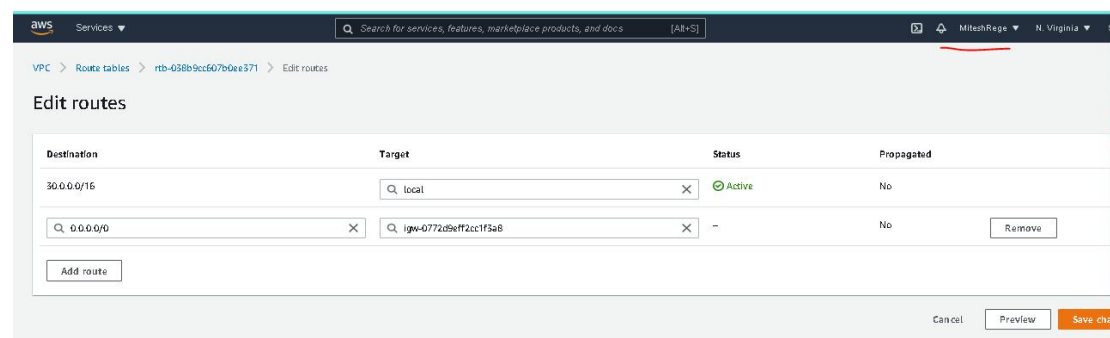 aws Services ▼ Search for services, features, marketplace products, and docs [Alt+S] MiteshRege ▼ N. Virginia ▼
VPC > Route tables > rtb-038b9cc607b0ee371 > Edit routes
Edit routes
Destination Target Status Propagated
30.0.0.0/16 local Active No
0.0.0.0/0 igw-0772d9eff2cc1f3a8 – No Remove
Add route
Cancel Preview Save cha